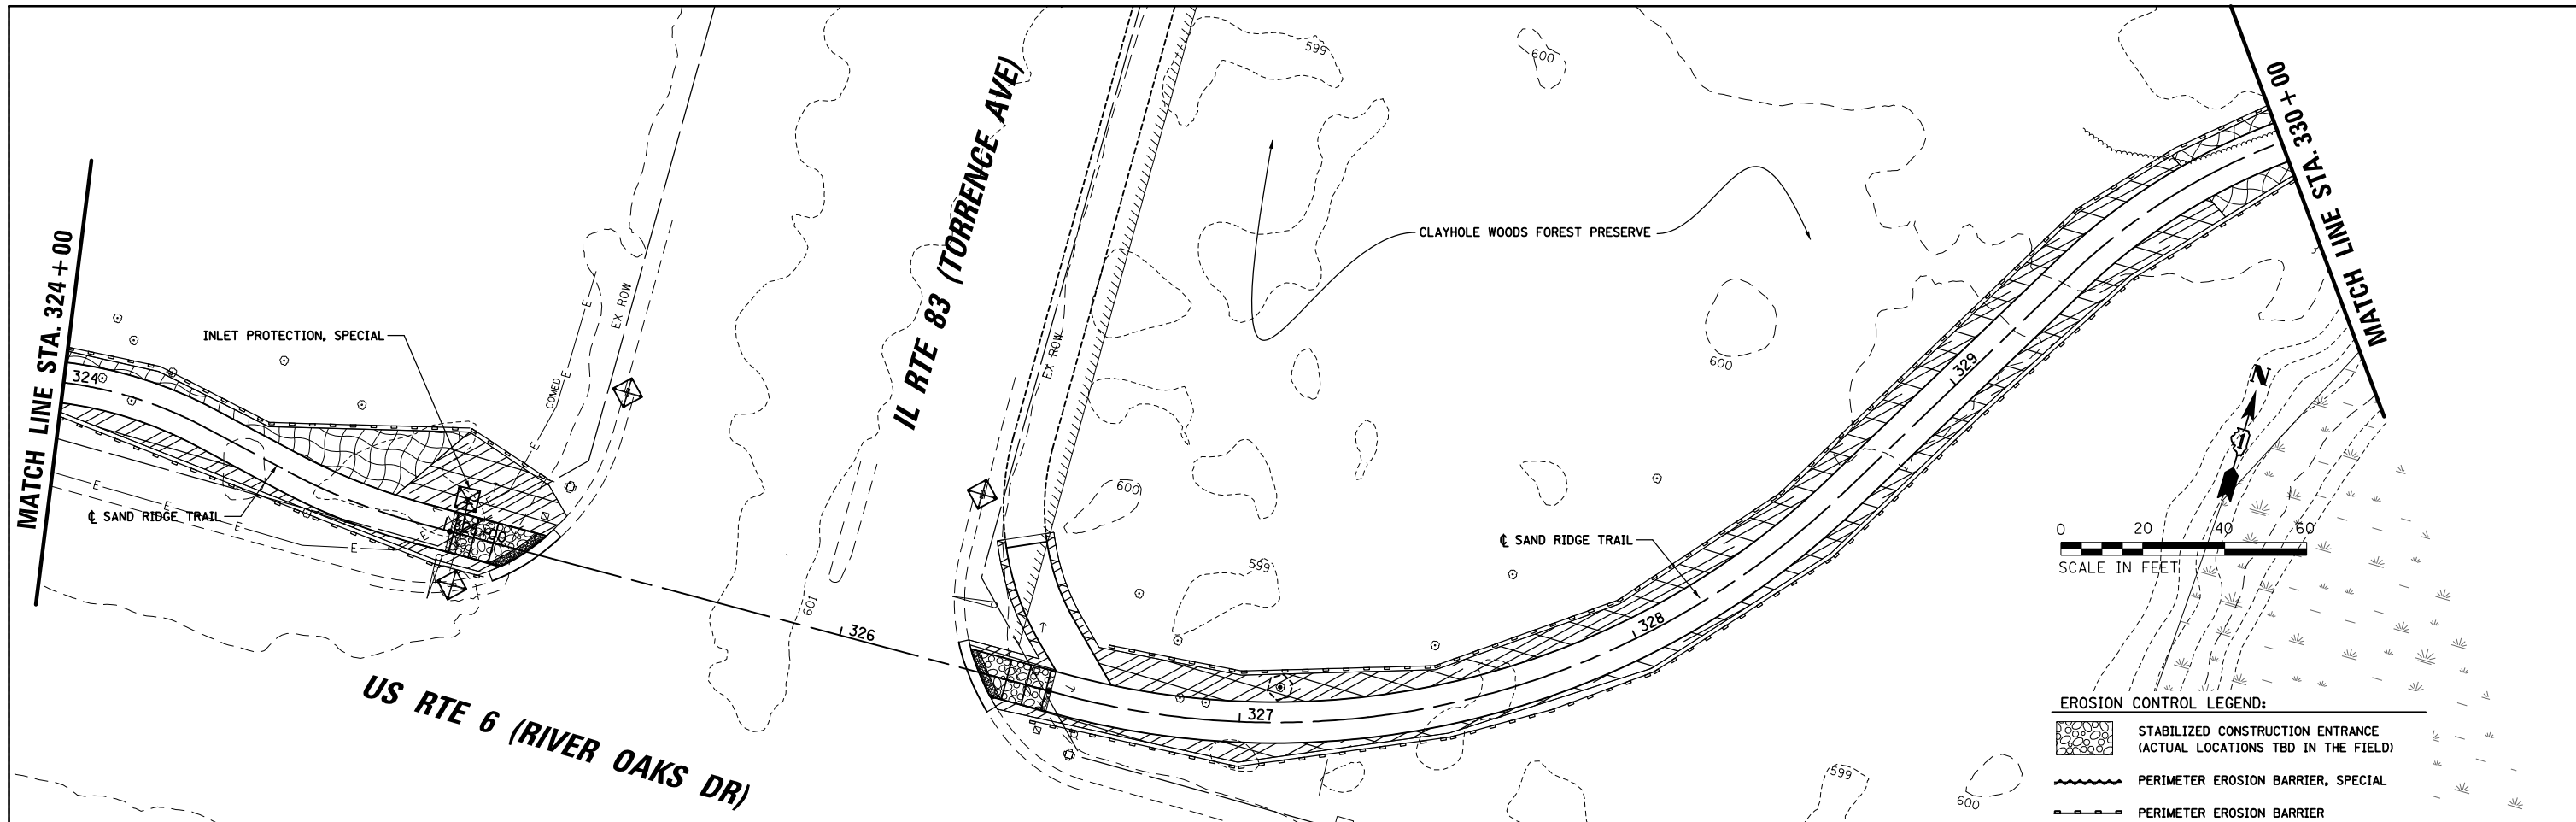 MATCH LINE STA. 324+00
324
INLET PROTECTION, SPECIAL
℄ SAND RIDGE TRAIL
E
E
E
E
E
E
E
E
COMED
EX ROW
IL RTE 83 (TORRENCE AVE)
EX ROW
US RTE 6 (RIVER OAKS DR)
601
326
599
600
CLAYHOLE WOODS FOREST PRESERVE
600
600
599
℄ SAND RIDGE TRAIL
327
328
329
599
600
MATCH LINE STA. 330+00
N
1
0 20 40 60
SCALE IN FEET
EROSION CONTROL LEGEND:
STABILIZED CONSTRUCTION ENTRANCE
(ACTUAL LOCATIONS TBD IN THE FIELD)
PERIMETER EROSION BARRIER, SPECIAL
PERIMETER EROSION BARRIER